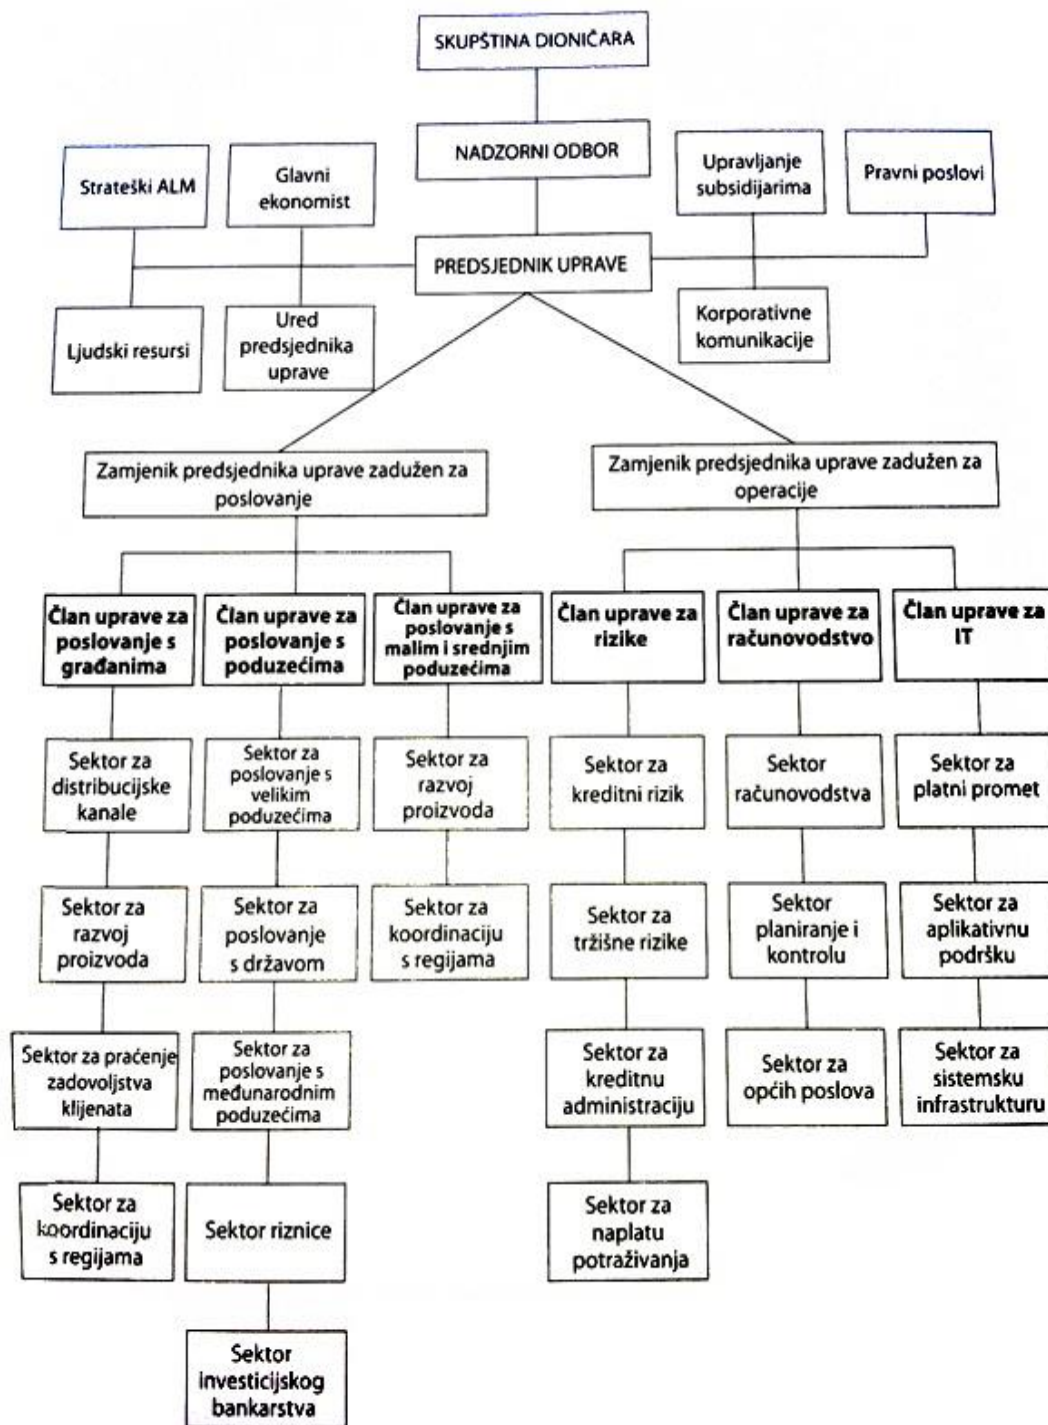 SKUPŠTINA DIONIČARA
NADZORNI ODBOR
Strateški ALM
Glavni
ekonomist
Upravljanje
subsidijarima
Pravni poslovi
PREDSJEDNIK UPRAVE
Ljudski resursi
Ured
predsjednika
uprave
Korporativne
komunikacije
Zamjenik predsjednika uprave zadužen za
poslovanje
Zamjenik predsjednika uprave zadužen za
operacije
Član uprave za
poslovanje s
građanima
Član uprave za
poslovanje s
poduzećima
Član uprave za
poslovanje s
malim i srednjim
poduzećima
Član uprave za
rizike
Član uprave za
računovodstvo
Član uprave za
IT
Sektor za
distribucijske
kanale
Sektor za
poslovanje s
velikim
poduzećima
Sektor za
razvoj
proizvoda
Sektor za
kreditni rizik
Sektor
računovodstva
Sektor za
platni promet
Sektor za
razvoj
proizvoda
Sektor za
poslovanje
s državom
Sektor za
koordinaciju
s regijama
Sektor za
tržišne rizike
Sektor
planiranje i
kontrolu
Sektor za
aplikativnu
podršku
Sektor za praćenje
zadovoljstva
klijenata
Sektor za
poslovanje s
međunarodnim
poduzećima
Sektor za
kreditnu
administraciju
Sektor za
općih poslova
Sektor za
sistemsku
infrastrukturu
Sektor za
koordinaciju
s regijama
Sektor riznice
Sektor za
naplatu
potraživanja
Sektor
investicijskog
bankarstva